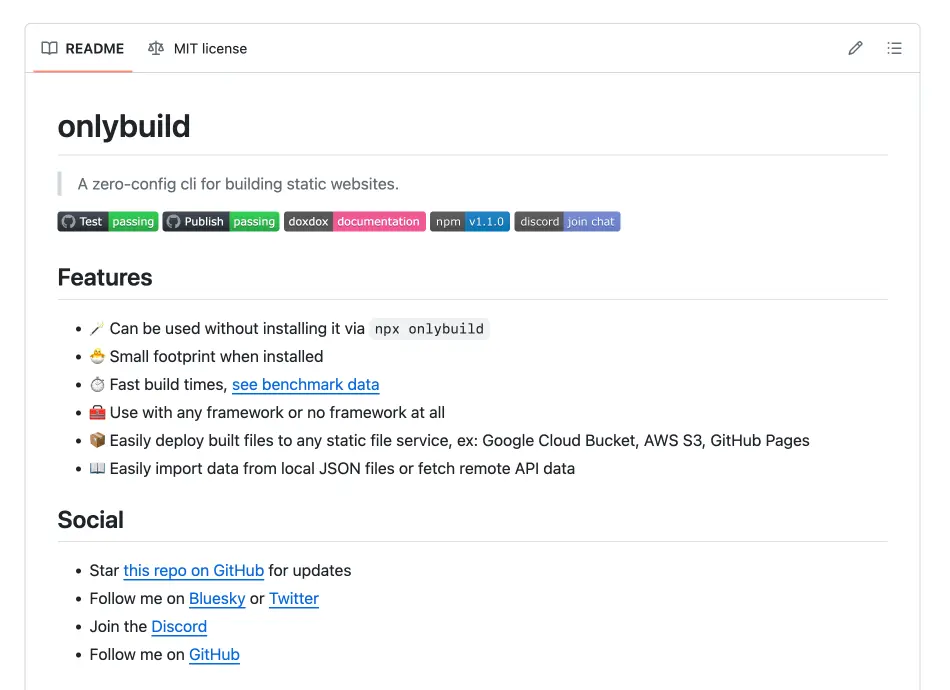 README MIT license
onlybuild
A zero-config cli for building static websites.
Test passing Publish passing doxdox documentation npm v1.1.0 discord join chat
Features
Can be used without installing it via npx onlybuild
Small footprint when installed
Fast build times, see benchmark data
Use with any framework or no framework at all
Easily deploy built files to any static file service, ex: Google Cloud Bucket, AWS S3, GitHub Pages
Easily import data from local JSON files or fetch remote API data
Social
Star this repo on GitHub for updates
Follow me on Bluesky or Twitter
Join the Discord
Follow me on GitHub